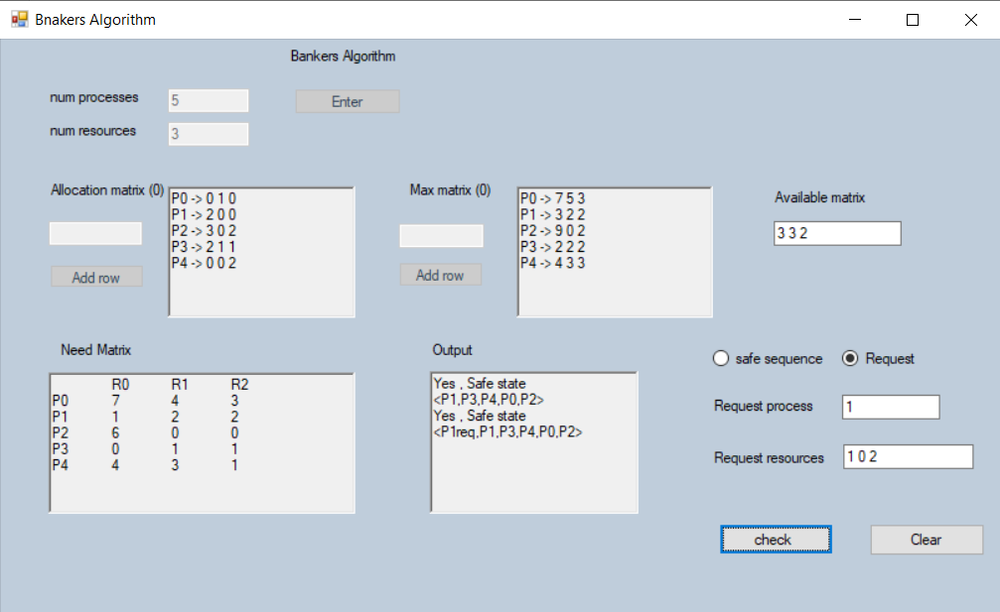 Bnakers Algorithm
Bankers Algorithm
num processes 5 Enter
num resources 3
Allocation matrix (0)
P0 -> 0 1 0
P1 -> 2 0 0
P2 -> 3 0 2
P3 -> 2 1 1
P4 -> 0 0 2
Add row
Max matrix (0)
P0 -> 7 5 3
P1 -> 3 2 2
P2 -> 9 0 2
P3 -> 2 2 2
P4 -> 4 3 3
Add row
Available matrix
3 3 2
Need Matrix
R0 R1 R2
P0 7 4 3
P1 1 2 2
P2 6 0 0
P3 0 1 1
P4 4 3 1
Output
Yes , Safe state
<P1,P3,P4,P0,P2>
Yes , Safe state
<P1req,P1,P3,P4,P0,P2>
safe sequence Request
Request process 1
Request resources 1 0 2
check Clear